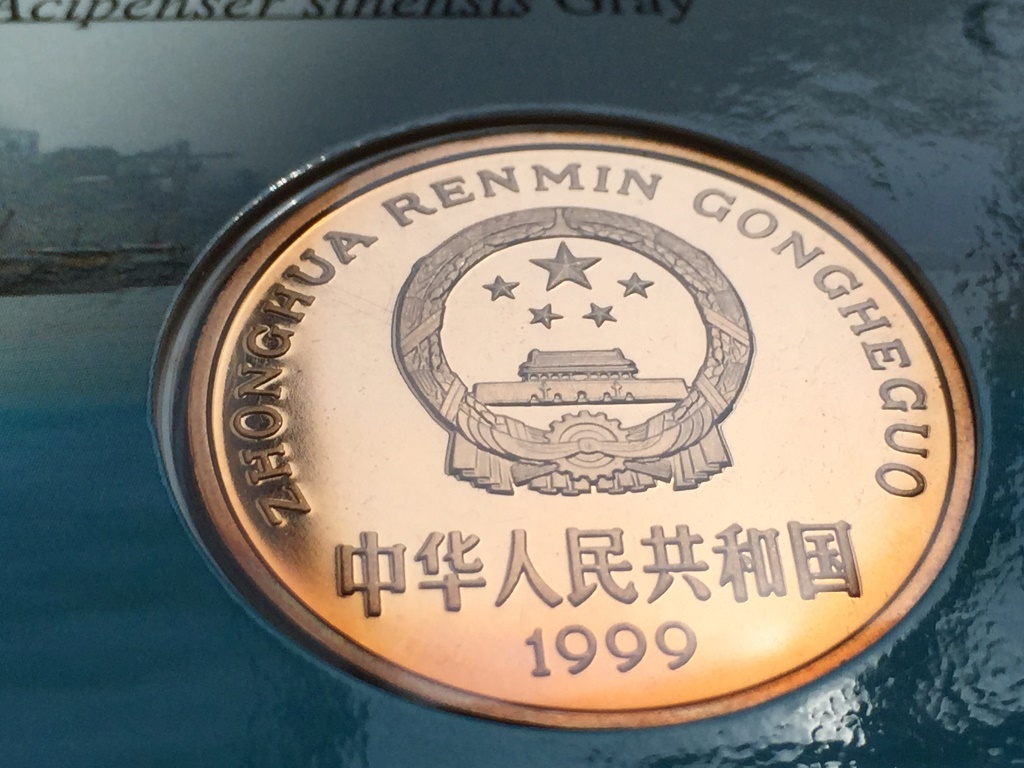 Acipenser sinensis Gray
ZHONGHUA RENMIN GONGHEGUO
中华人民共和国
1999